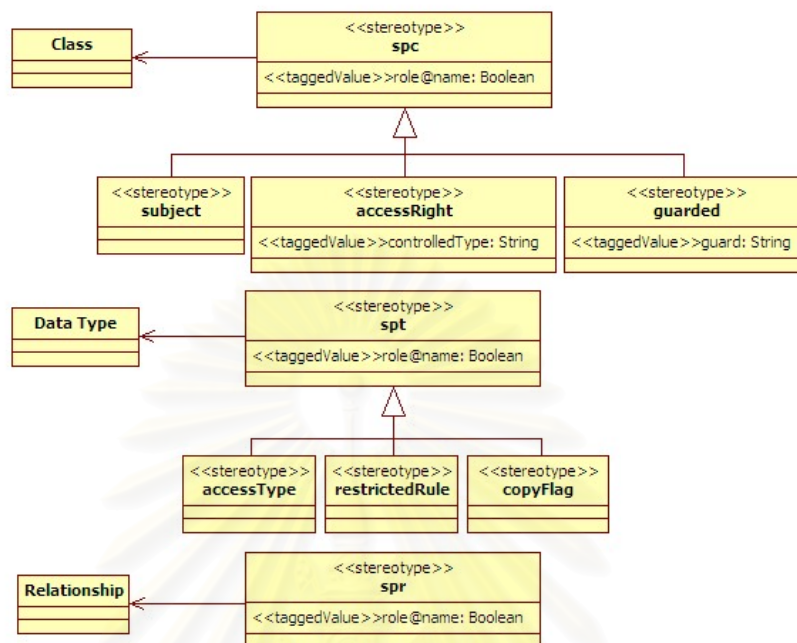 <<stereotype>>
spc
Class
<<taggedValue>>role@name: Boolean
<<stereotype>>
subject
<<stereotype>>
accessRight
<<taggedValue>>controlledType: String
<<stereotype>>
guarded
<<taggedValue>>guard: String
<<stereotype>>
spt
Data Type
<<taggedValue>>role@name: Boolean
<<stereotype>>
accessType
<<stereotype>>
restrictedRule
<<stereotype>>
copyFlag
<<stereotype>>
spr
Relationship
<<taggedValue>>role@name: Boolean